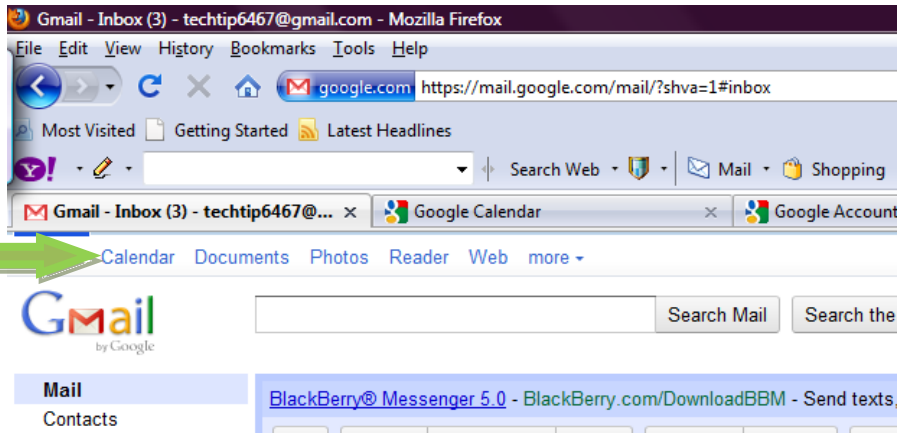 Gmail - Inbox (3) - techtip6467@gmail.com - Mozilla Firefox
File Edit View History Bookmarks Tools Help
google.com https://mail.google.com/mail/?shva=1#inbox
Most Visited Getting Started Latest Headlines
Y! Search Web Mail Shopping
Gmail - Inbox (3) - techtip6467@... Google Calendar Google Account
Calendar Documents Photos Reader Web more
Gmail Search Mail Search the
by Google
Mail
BlackBerry® Messenger 5.0 - BlackBerry.com/DownloadBBM - Send texts,
Contacts